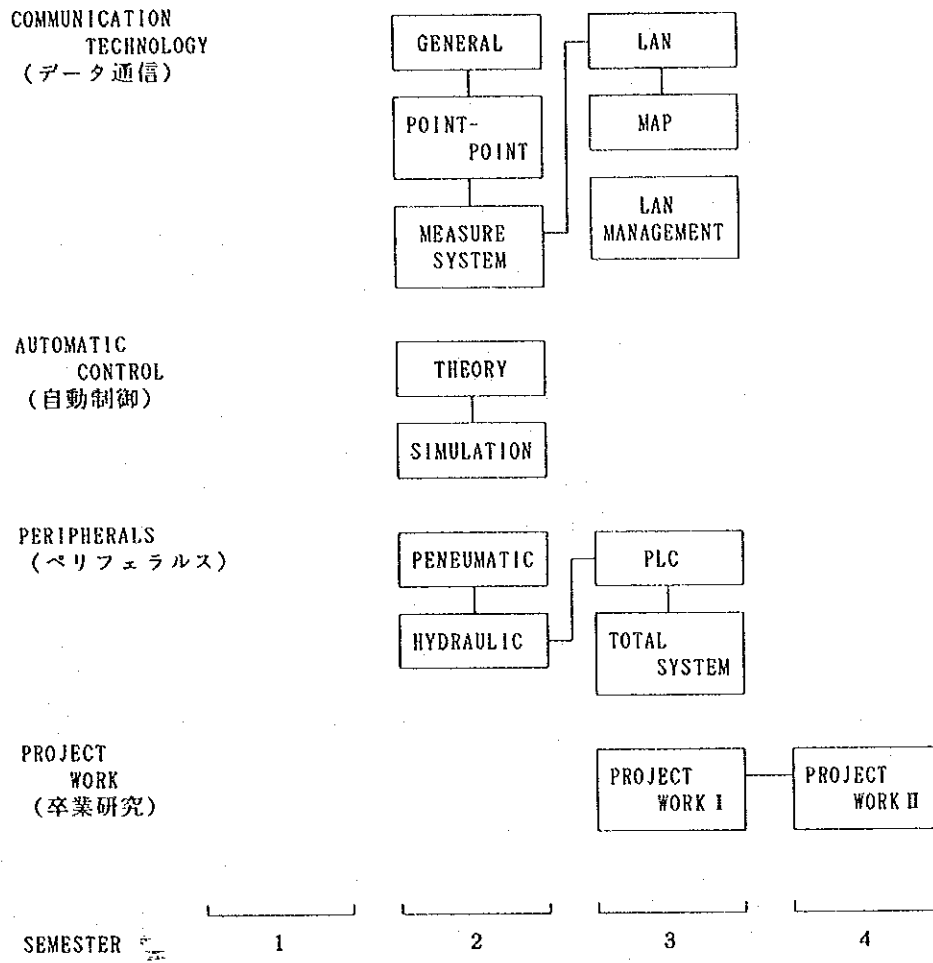 COMMUNICATION
TECHNOLOGY
(データ通信)
GENERAL
POINT-
POINT
MEASURE
SYSTEM
LAN
MAP
LAN
MANAGEMENT
AUTOMATIC
CONTROL
(自動制御)
THEORY
SIMULATION
PERIPHERALS
(ペリフェラルス)
PENEUMATIC
HYDRAULIC
PLC
TOTAL
SYSTEM
PROJECT
WORK
(卒業研究)
PROJECT
WORK I
PROJECT
WORK II
SEMESTER 1 2 3 4